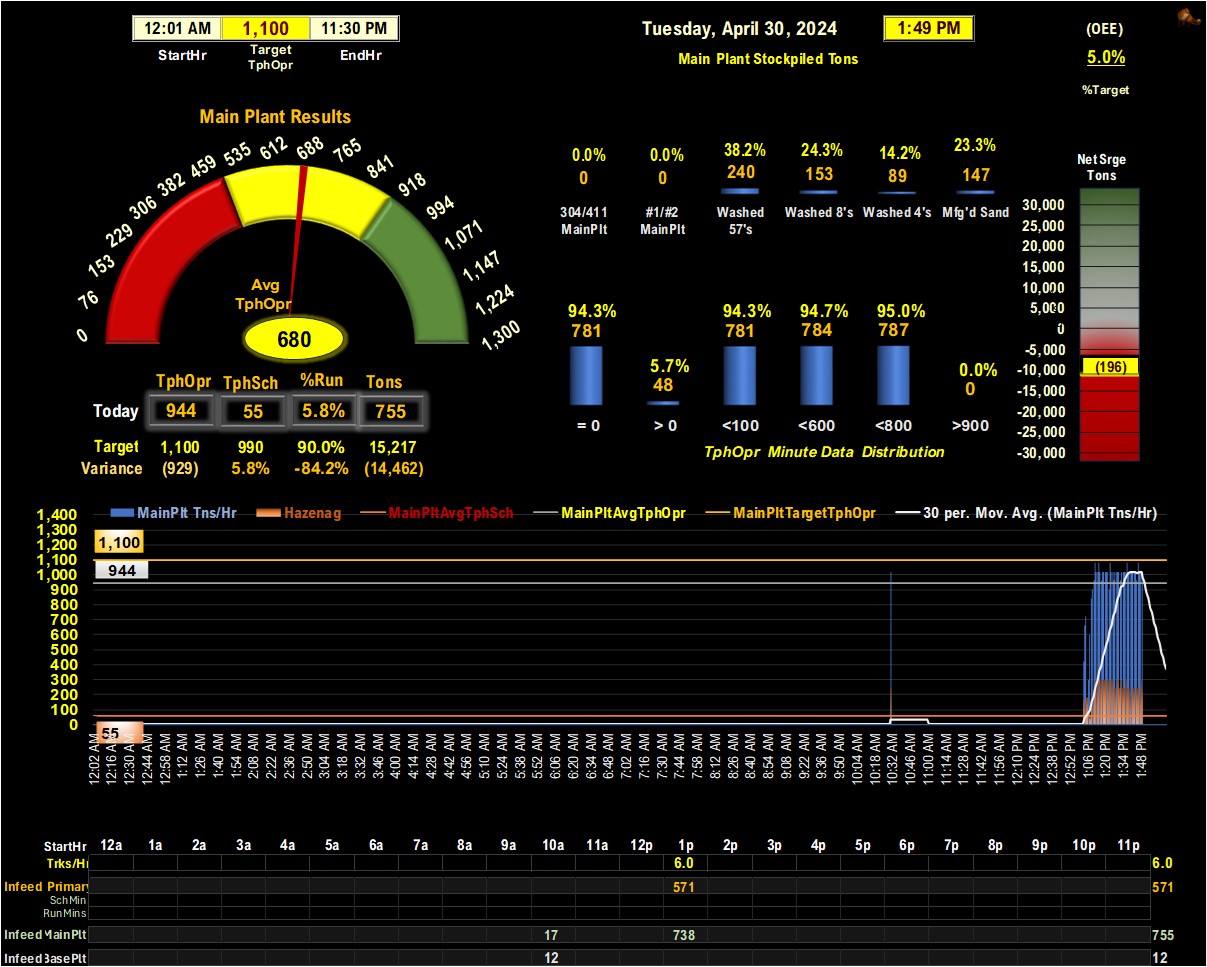 12:01 AM 1,100 11:30 PM
StartHr Target TphOpr EndHr
Tuesday, April 30, 2024 1:49 PM
Main Plant Stockpiled Tons
(OEE)
5.0%
%Target
Main Plant Results
0 76 153 229 306 382 459 535 612 688 765 841 918 994 1,071 1,147 1,224 1,300
Avg
TphOpr
680
0.0% 0.0% 38.2% 24.3% 14.2% 23.3%
0 0 240 153 89 147
304/411 MainPlt #1/#2 MainPlt Washed 57's Washed 8's Washed 4's Mfg'd Sand
94.3% 5.7% 94.3% 94.7% 95.0% 0.0%
781 48 781 784 787 0
= 0 > 0 <100 <600 <800 >900
TphOpr Minute Data Distribution
Net Srge
Tons
30,000
25,000
20,000
15,000
10,000
5,000
0
-5,000
-10,000
-15,000
-20,000
-25,000
-30,000
(196)
TphOpr TphSch %Run Tons
Today 944 55 5.8% 755
Target 1,100 990 90.0% 15,217
Variance (929) 5.8% -84.2% (14,462)
MainPlt Tns/Hr Hazenag MainPltAvgTphSch MainPltAvgTphOpr MainPltTargetTphOpr 30 per. Mov. Avg. (MainPlt Tns/Hr)
1,400
1,300
1,200
1,100
1,000
900
800
700
600
500
400
300
200
100
0
1,100
944
55
12:02 AM 12:16 AM 12:30 AM 12:44 AM 12:58 AM 1:12 AM 1:26 AM 1:40 AM 1:54 AM 2:08 AM 2:22 AM 2:36 AM 2:50 AM 3:04 AM 3:18 AM 3:32 AM 3:46 AM 4:00 AM 4:14 AM 4:28 AM 4:42 AM 4:56 AM 5:10 AM 5:24 AM 5:38 AM 5:52 AM 6:06 AM 6:20 AM 6:34 AM 6:48 AM 7:02 AM 7:16 AM 7:30 AM 7:44 AM 7:58 AM 8:12 AM 8:26 AM 8:40 AM 8:54 AM 9:08 AM 9:22 AM 9:36 AM 9:50 AM 10:04 AM 10:18 AM 10:32 AM 10:46 AM 11:00 AM 11:14 AM 11:28 AM 11:42 AM 11:56 AM 12:10 PM 12:24 PM 12:38 PM 12:52 PM 1:06 PM 1:20 PM 1:34 PM 1:48 PM
StartHr 12a 1a 2a 3a 4a 5a 6a 7a 8a 9a 10a 11a 12p 1p 2p 3p 4p 5p 6p 7p 8p 9p 10p 11p
Trks/Hr 6.0 6.0
Infeed Primary 571 571
SchMin
RunMins
Infeed MainPlt 17 738 755
Infeed BasePlt 12 12